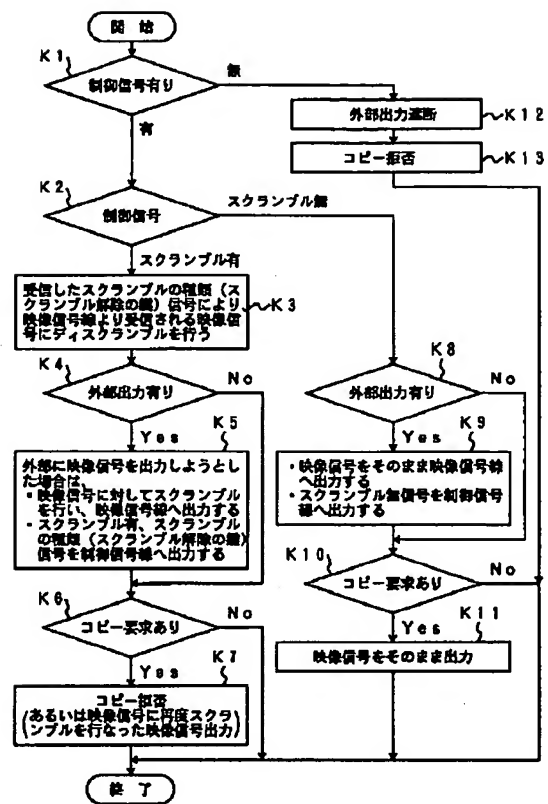 開 始
K1
制御信号有り
無
有
外部出力遮断
K12
コピー拒否
K13
K2
制御信号
スクランブル無
スクランブル有
受信したスクランブルの種類（ス
クランブル解除の鍵）信号により
映像信号線より受信される映像信
号にディスクランブルを行う
K3
K4
外部出力有り
No
Yes
K5
外部に映像信号を出力しようとし
た場合は、
・映像信号に対してスクランブル
を行い、映像信号線へ出力する
・スクランブル有、スクランブル
の種類（スクランブル解除の鍵）
信号を制御信号線へ出力する
K8
外部出力有り
No
Yes
K9
・映像信号をそのまま映像信号線
へ出力する
・スクランブル無信号を制御信号
線へ出力する
K10
コピー要求あり
No
Yes
K11
映像信号をそのまま出力
K6
コピー要求あり
No
Yes
K7
コピー拒否
(あるいは映像信号に再度スクラ
ンブルを行なった映像信号出力)
終 了